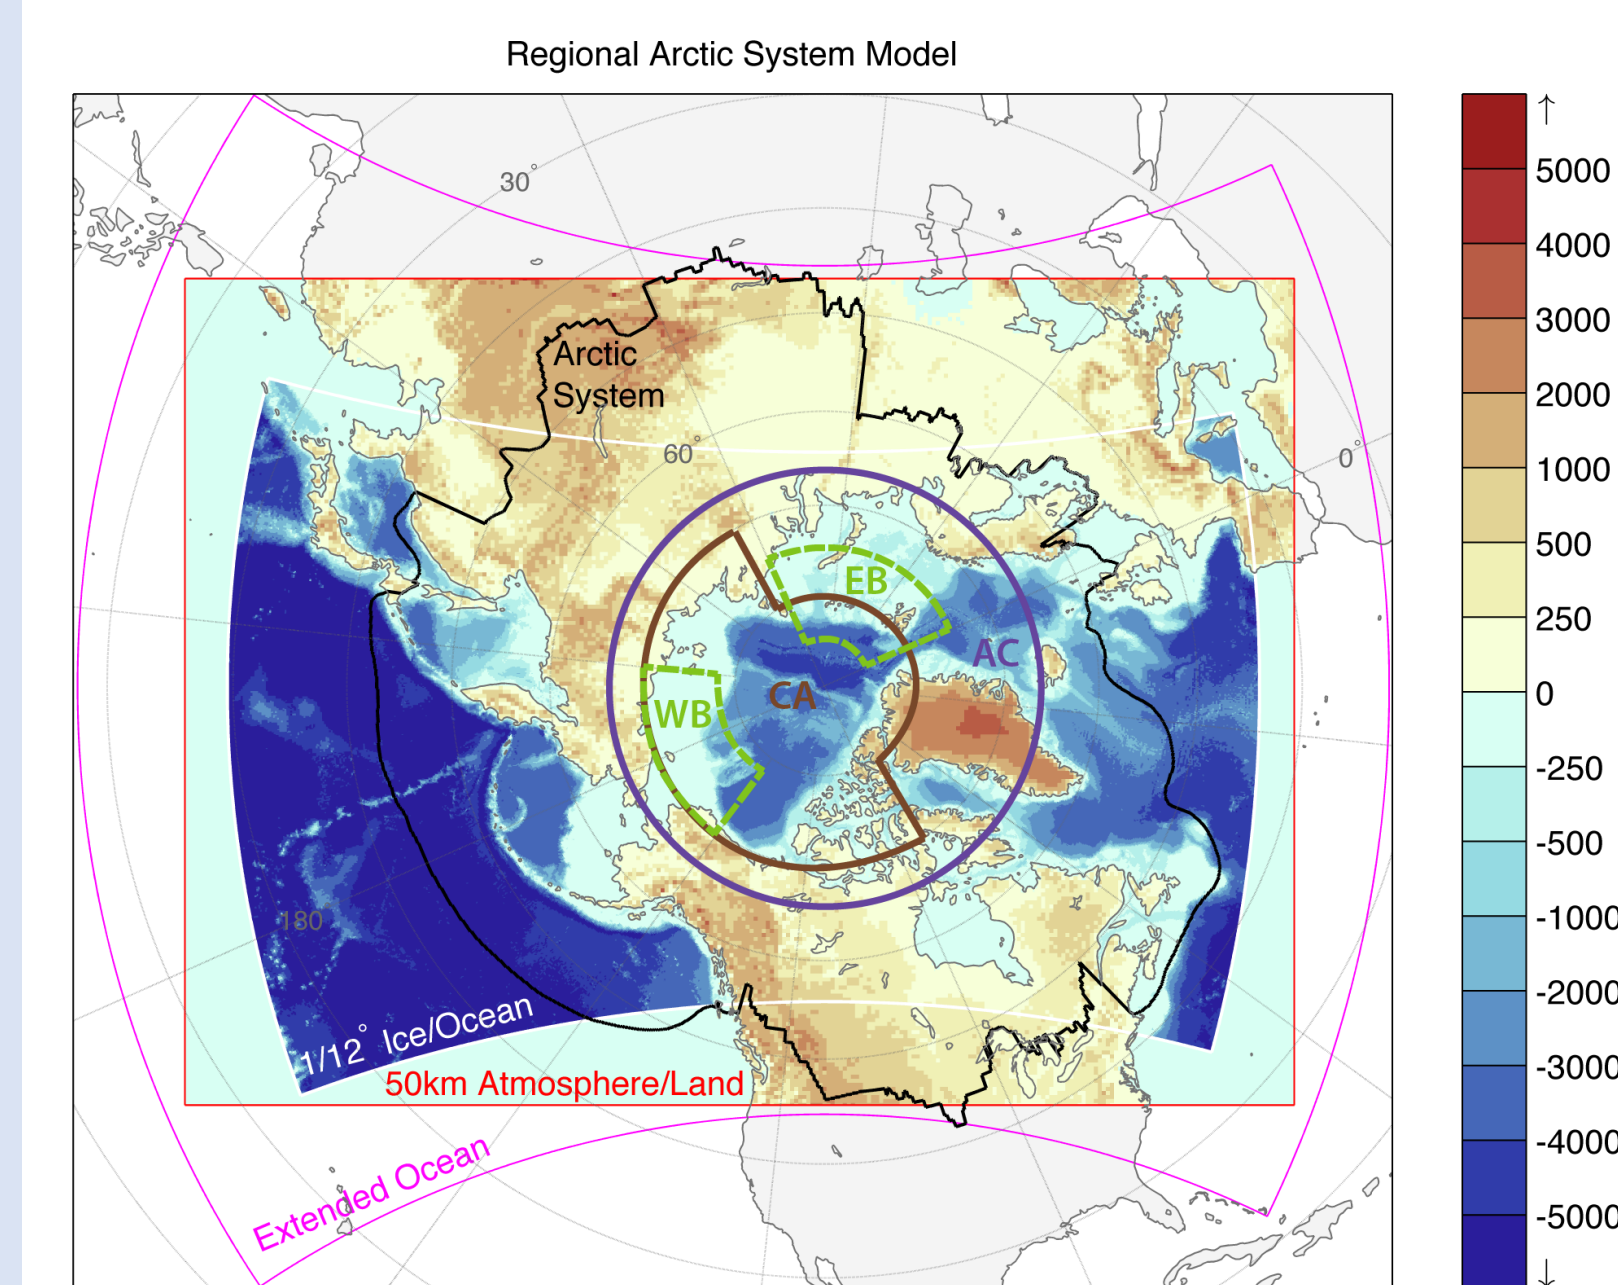 Regional Arctic System Model
30°
Arctic
System
60°
0°
EB
AC
CA
WB
180
1/12° Ice/Ocean
50km Atmosphere/Land
Extended Ocean
↑
5000
4000
3000
2000
1000
500
250
0
-250
-500
-1000
-2000
-3000
-4000
-5000
↓